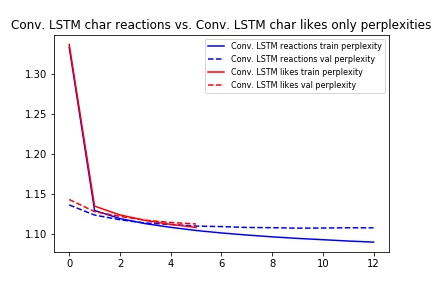 Conv. LSTM char reactions vs. Conv. LSTM char likes only perplexities
Conv. LSTM reactions train perplexity
Conv. LSTM reactions val perplexity
Conv. LSTM likes train perplexity
Conv. LSTM likes val perplexity
1.30
1.25
1.20
1.15
1.10
0 2 4 6 8 10 12